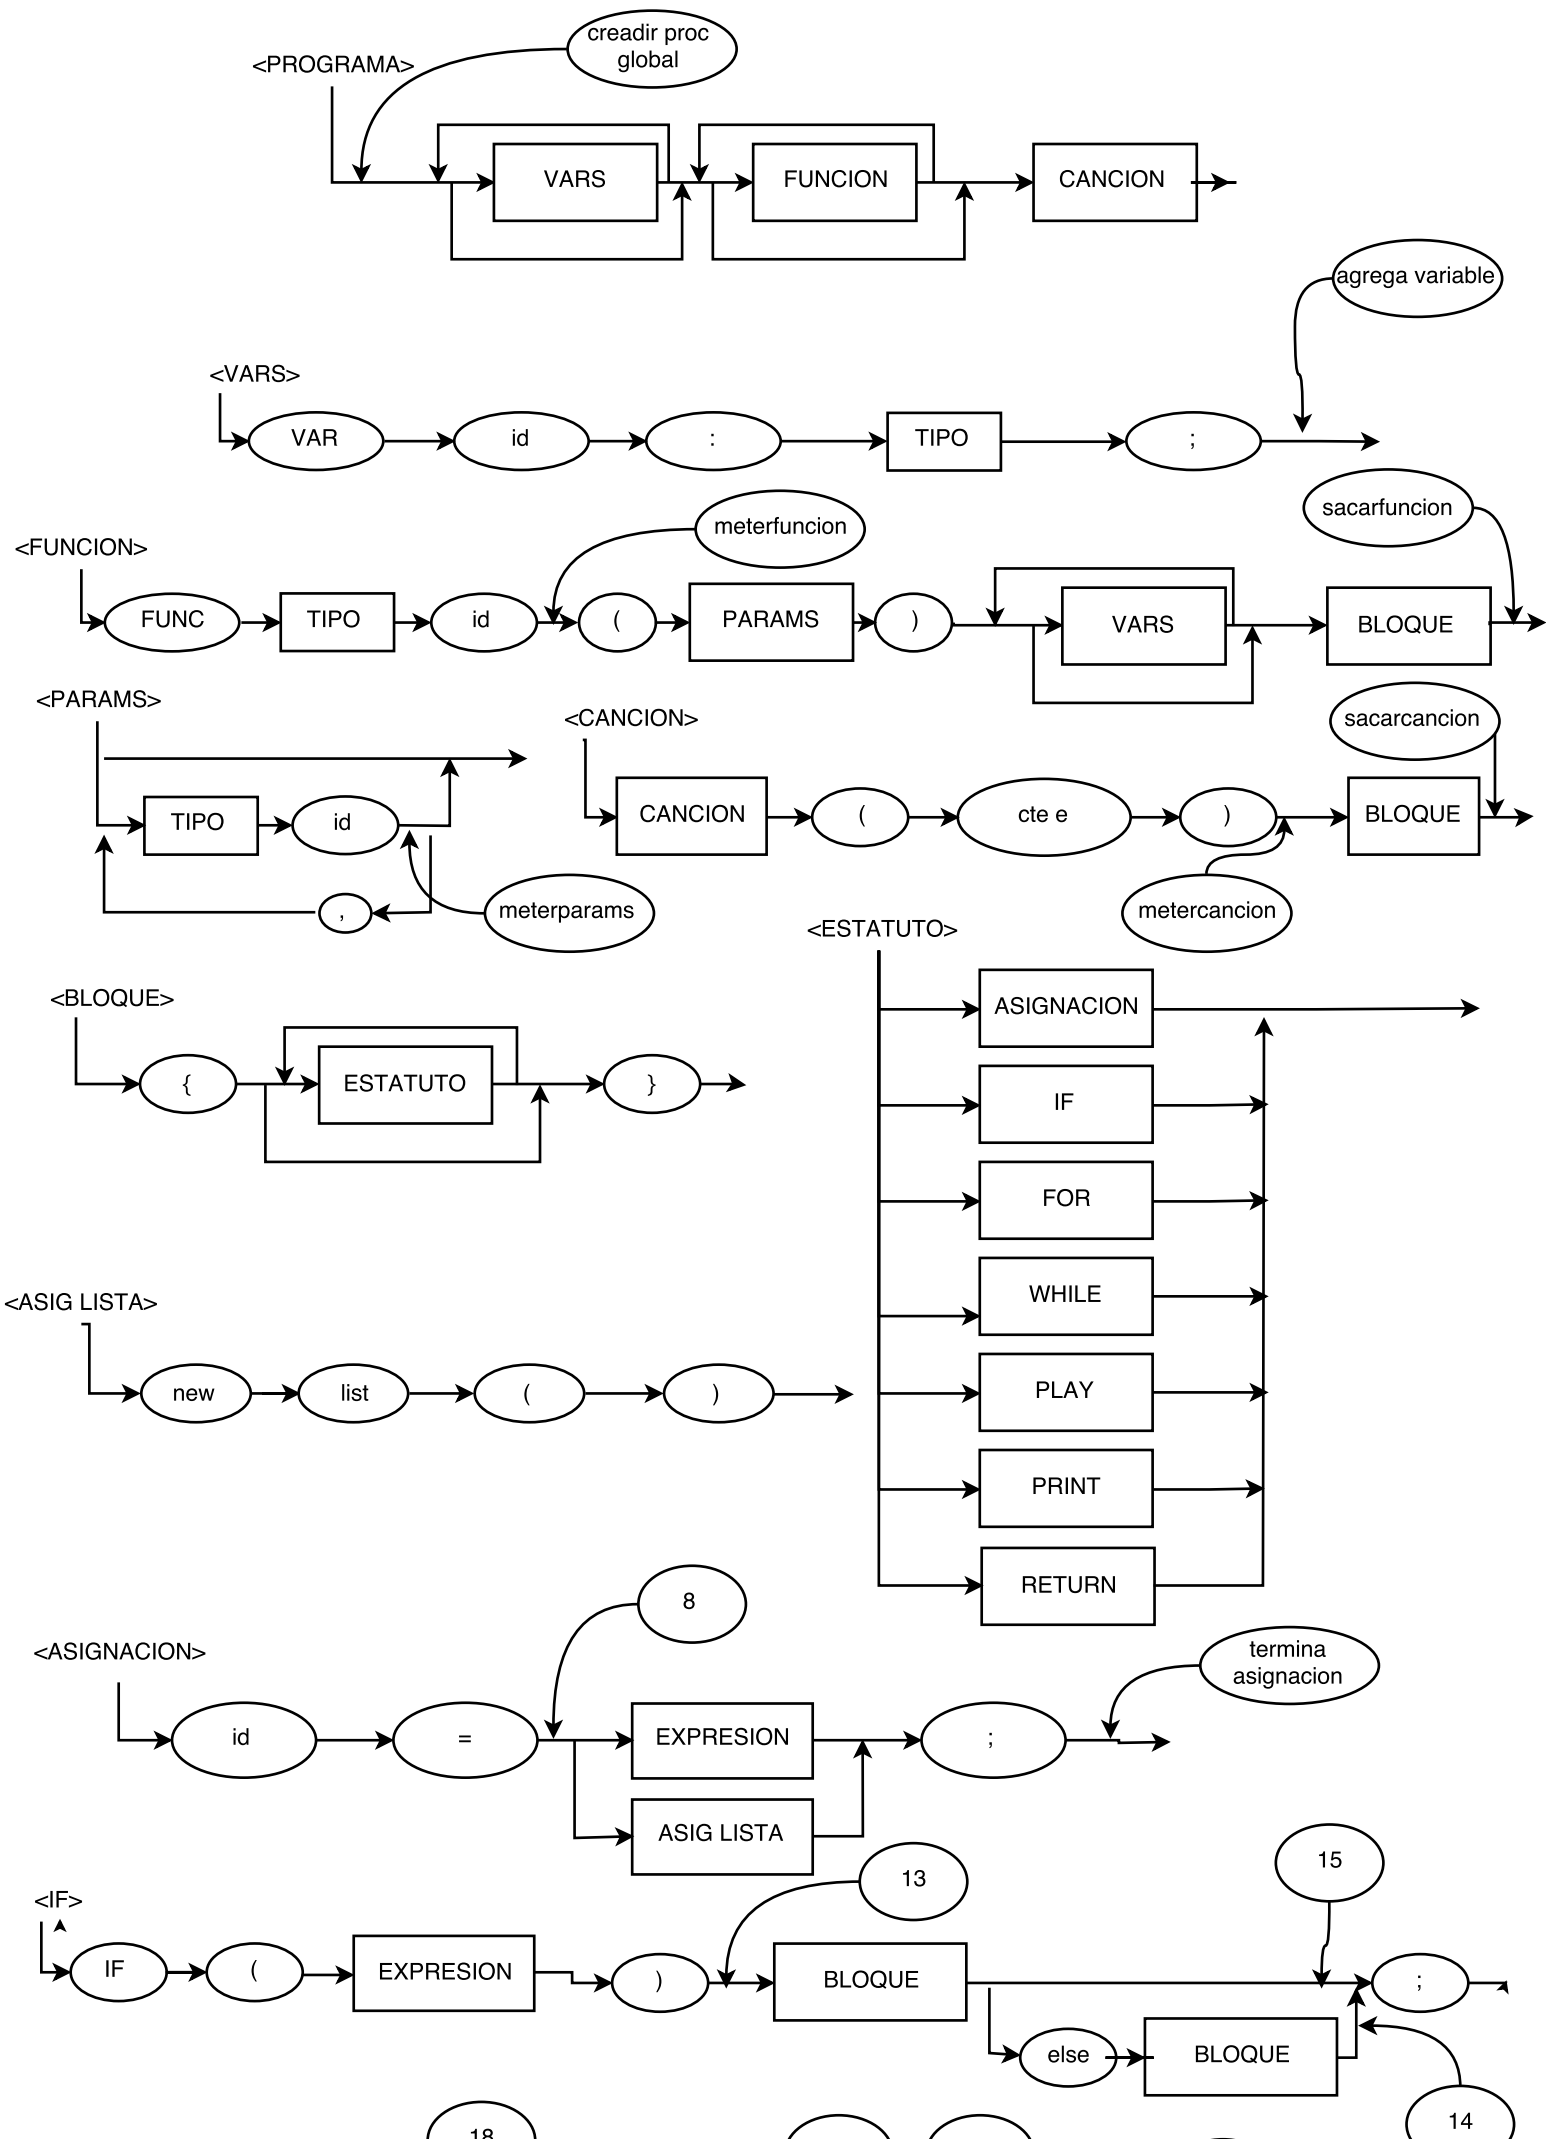 creadir proc
global
<PROGRAMA>
VARS
FUNCION
CANCION
agrega variable
<VARS>
VAR
id
:
TIPO
;
sacarfuncion
meterfuncion
<FUNCION>
FUNC
TIPO
id
(
PARAMS
)
VARS
BLOQUE
<PARAMS>
TIPO
id
,
meterparams
<CANCION>
sacarcancion
CANCION
(
cte e
)
BLOQUE
metercancion
<ESTATUTO>
ASIGNACION
IF
FOR
WHILE
PLAY
PRINT
RETURN
<BLOQUE>
{
ESTATUTO
}
<ASIG LISTA>
new
list
(
)
8
<ASIGNACION>
termina
asignacion
id
=
EXPRESION
;
ASIG LISTA
13
15
<IF>
IF
(
EXPRESION
)
BLOQUE
;
else
BLOQUE
14
18